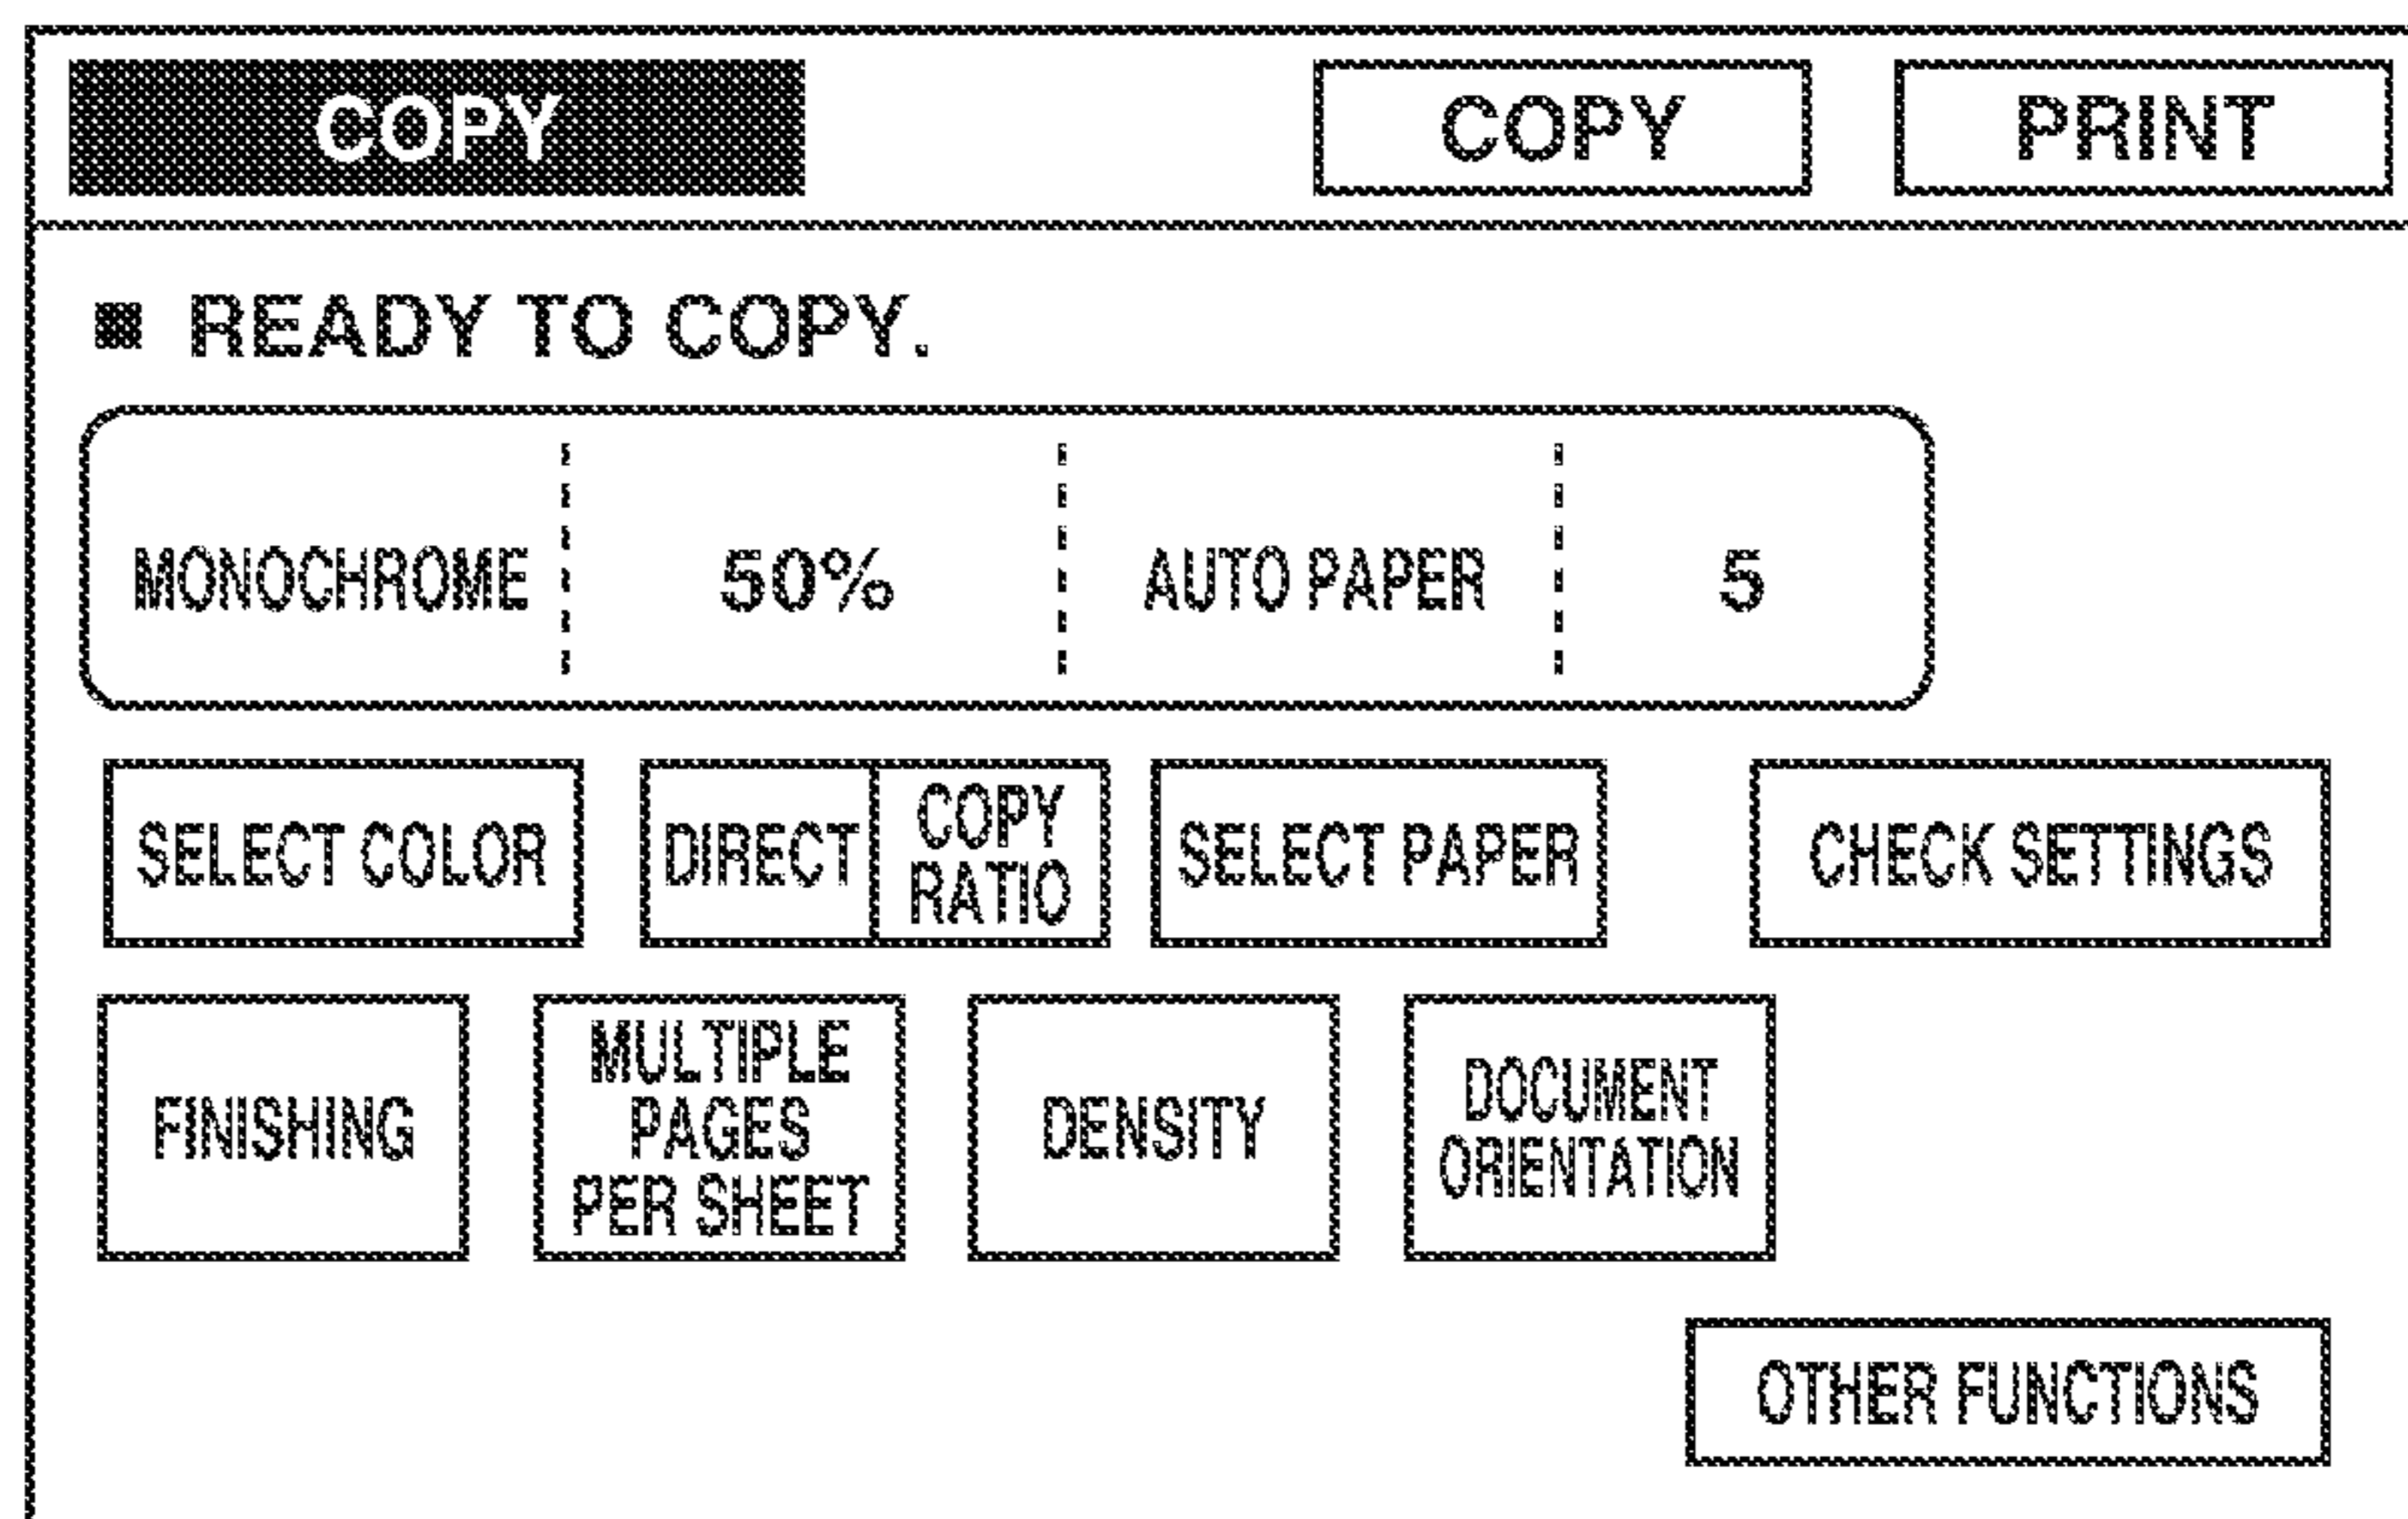 COPY COPY PRINT
■ READY TO COPY.
MONOCHROME 50% AUTO PAPER 5
SELECT COLOR
DIRECT
COPY
RATIO
SELECT PAPER
CHECK SETTINGS
FINISHING
MULTIPLE
PAGES
PER SHEET
DENSITY
DOCUMENT
ORIENTATION
OTHER FUNCTIONS